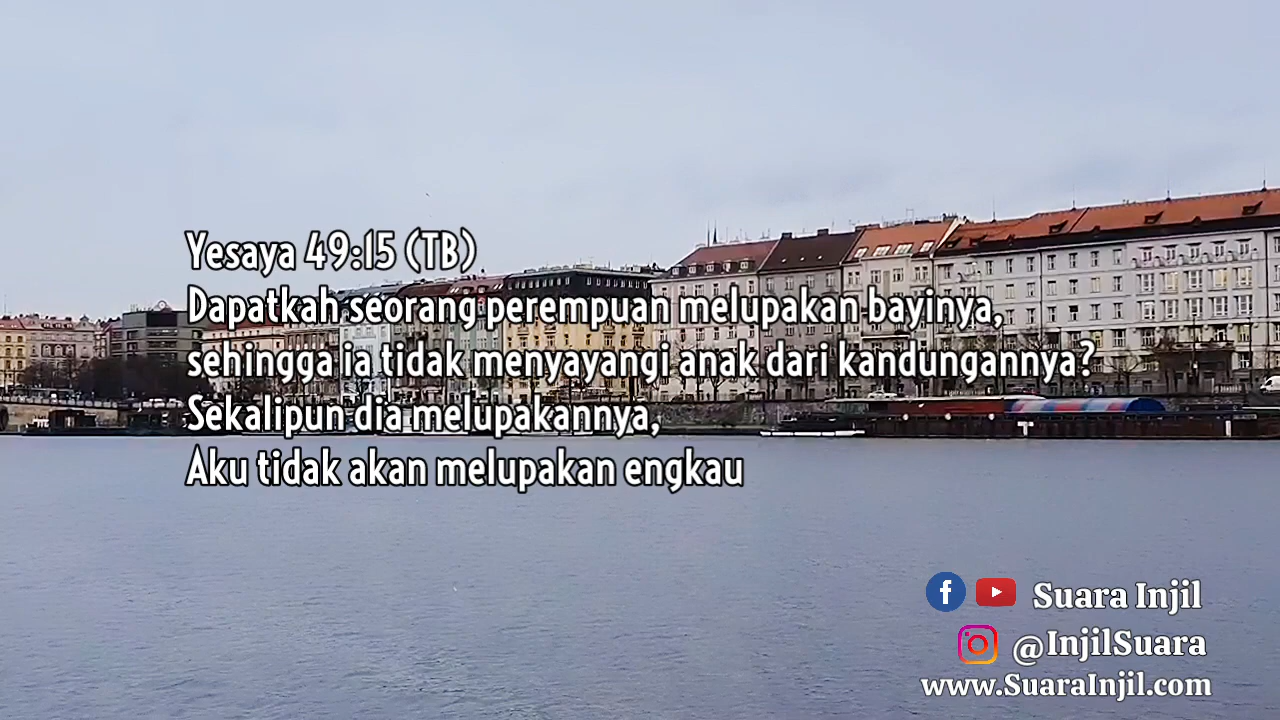 Yesaya 49:15 (TB)
Dapatkah seorang perempuan melupakan bayinya,
sehingga ia tidak menyayangi anak dari kandungannya?
Sekalipun dia melupakannya,
Aku tidak akan melupakan engkau
Suara Injil
@InjilSuara
www.SuaraInjil.com